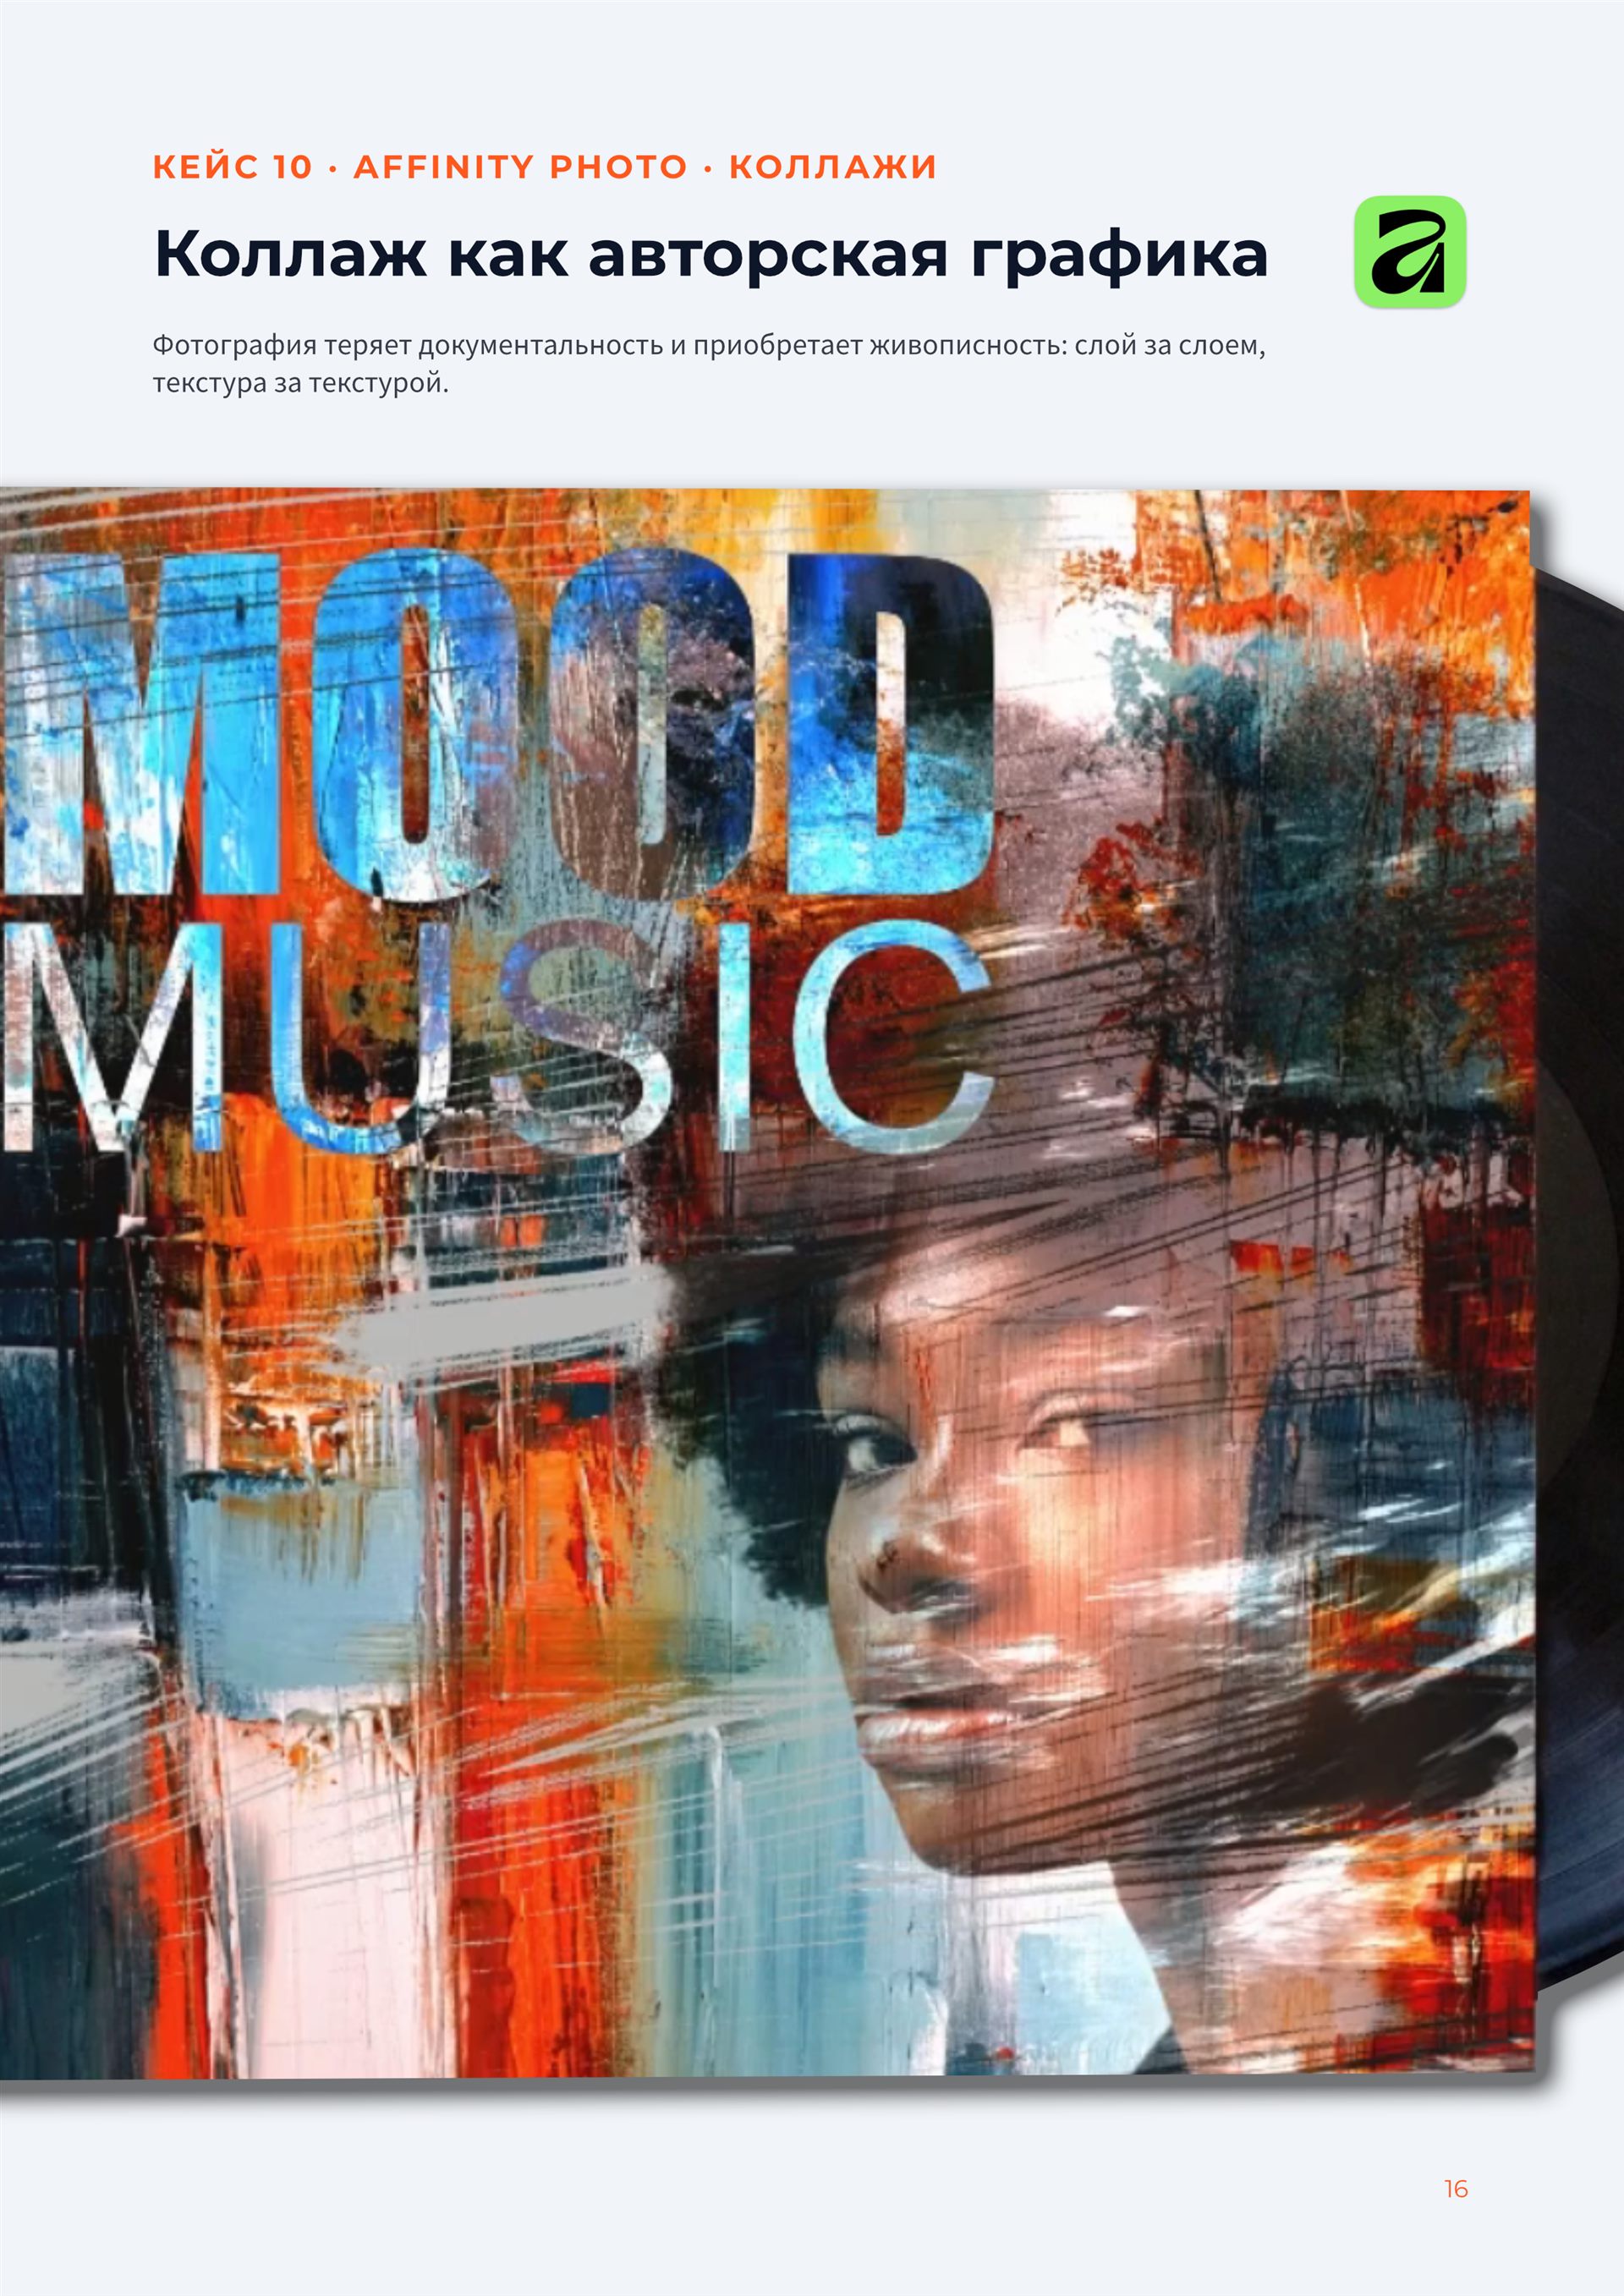 КЕЙС 10 · AFFINITY PHOTO · КОЛЛАЖИ
Коллаж как авторская графика
Фотография теряет документальность и приобретает живописность: слой за слоем,
текстура за текстурой.
MOOD
MUSIC
16